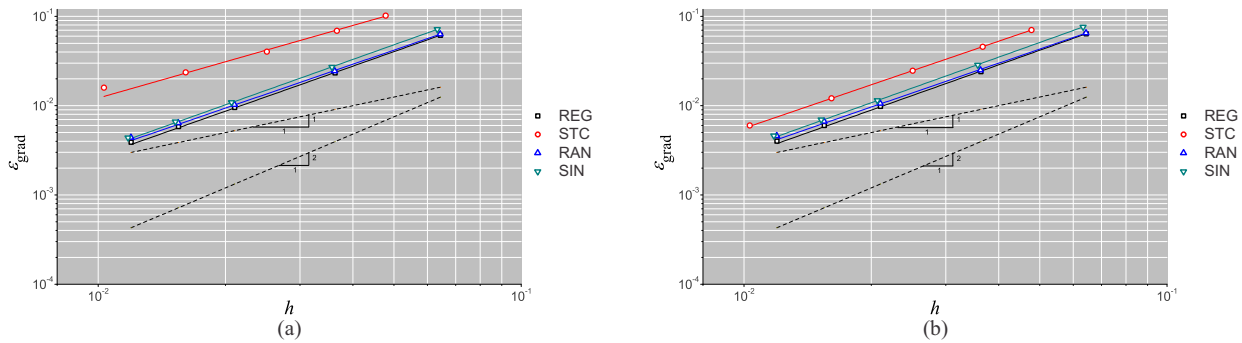 10⁻¹
10⁻²
10⁻³
10⁻⁴
ε_grad
1
1
2
1
10⁻²
10⁻¹
h
REG
STC
RAN
SIN
(a)
10⁻¹
10⁻²
10⁻³
10⁻⁴
ε_grad
1
1
2
1
10⁻²
10⁻¹
h
REG
STC
RAN
SIN
(b)